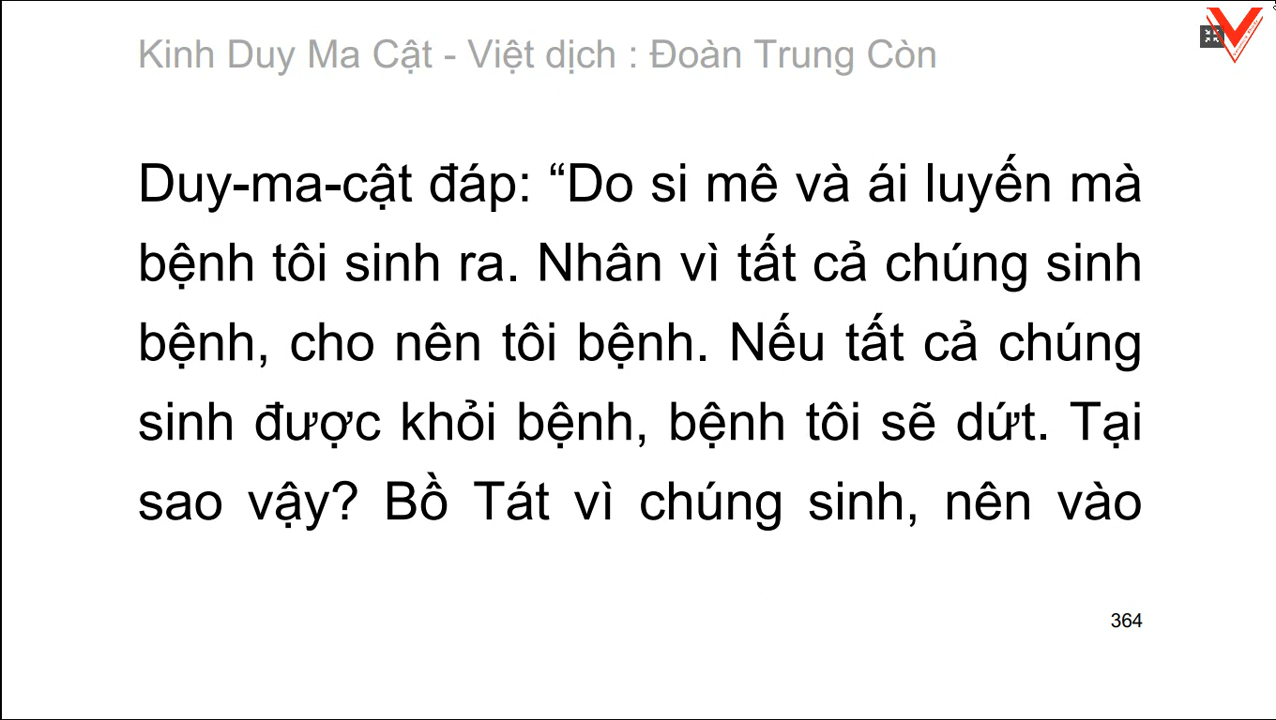 Kinh Duy Ma Cật - Việt dịch : Đoàn Trung Còn
Duy-ma-cật đáp: “Do si mê và ái luyến mà
bệnh tôi sinh ra. Nhân vì tất cả chúng sinh
bệnh, cho nên tôi bệnh. Nếu tất cả chúng
sinh được khỏi bệnh, bệnh tôi sẽ dứt. Tại
sao vậy? Bồ Tát vì chúng sinh, nên vào
364